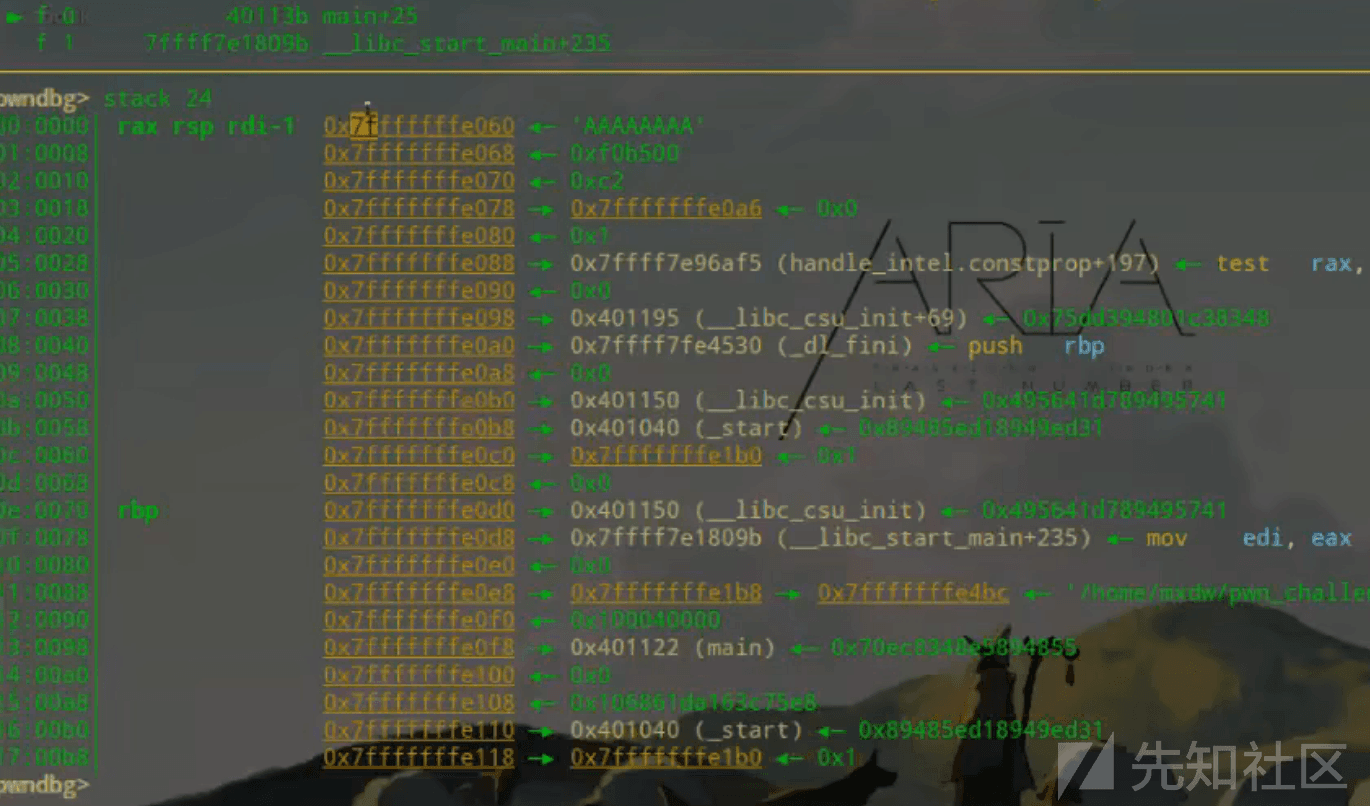 f 0 40113b main+25
f 1 7ffff7e1809b __libc_start_main+235
pwndbg> stack 24
00:0000│ rax rsp rdi-1 0x7fffffffe060 ◂— 'AAAAAAAA'
01:0008│ 0x7fffffffe068 ◂— 0xf0b500
02:0010│ 0x7fffffffe070 ◂— 0xc2
03:0018│ 0x7fffffffe078 —▸ 0x7fffffffe0a6 ◂— 0x0
04:0020│ 0x7fffffffe080 ◂— 0x1
05:0028│ 0x7fffffffe088 —▸ 0x7ffff7e96af5 (handle_intel.constprop+197) ◂— test rax,
06:0030│ 0x7fffffffe090 ◂— 0x0
07:0038│ 0x7fffffffe098 —▸ 0x401195 (__libc_csu_init+69) ◂— 0x75dd394801c38348
08:0040│ 0x7fffffffe0a0 —▸ 0x7ffff7fe4530 (_dl_fini) ◂— push rbp
09:0048│ 0x7fffffffe0a8 ◂— 0x0
0a:0050│ 0x7fffffffe0b0 —▸ 0x401150 (__libc_csu_init) ◂— 0x495641d789495741
0b:0058│ 0x7fffffffe0b8 —▸ 0x401040 (_start) ◂— 0x89485ed18949ed31
0c:0060│ 0x7fffffffe0c0 —▸ 0x7fffffffe1b0 ◂— 0x1
0d:0068│ 0x7fffffffe0c8 ◂— 0x0
0e:0070│ rbp 0x7fffffffe0d0 —▸ 0x401150 (__libc_csu_init) ◂— 0x495641d789495741
0f:0078│ 0x7fffffffe0d8 —▸ 0x7ffff7e1809b (__libc_start_main+235) ◂— mov edi, eax
10:0080│ 0x7fffffffe0e0 ◂— 0x0
11:0088│ 0x7fffffffe0e8 —▸ 0x7fffffffe1b8 —▸ 0x7fffffffe4bc ◂— '/home/mxdw/pwn_challe
12:0090│ 0x7fffffffe0f0 ◂— 0x100040000
13:0098│ 0x7fffffffe0f8 —▸ 0x401122 (main) ◂— 0x70ec8348e5894855
14:00a0│ 0x7fffffffe100 ◂— 0x0
15:00a8│ 0x7fffffffe108 ◂— 0x106861da163c75e8
16:00b0│ 0x7fffffffe110 —▸ 0x401040 (_start) ◂— 0x89485ed18949ed31
17:00b8│ 0x7fffffffe118 —▸ 0x7fffffffe1b0 ◂— 0x1
pwndbg>
ARIA
LAST NUMBER
先知社区